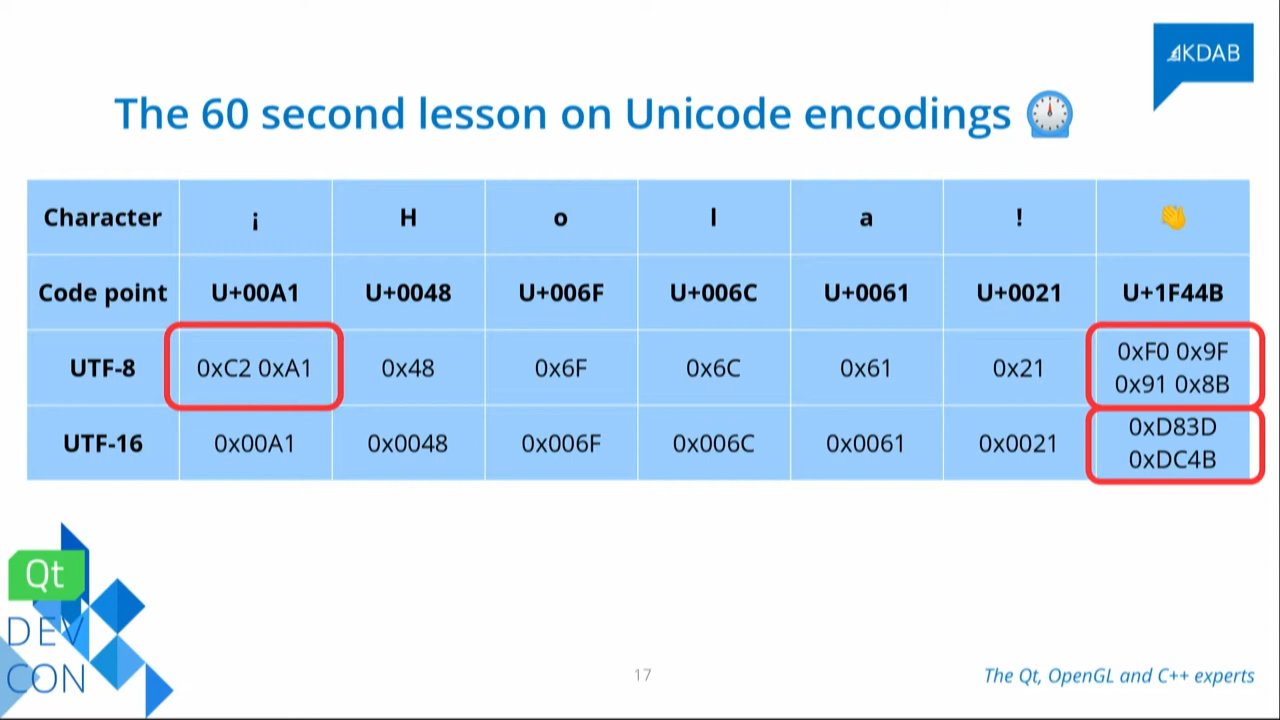 KDAB
The 60 second lesson on Unicode encodings 🕛
Character ¡ H o l a ! 👏
Code point U+00A1 U+0048 U+006F U+006C U+0061 U+0021 U+1F44B
UTF-8 0xC2 0xA1 0x48 0x6F 0x6C 0x61 0x21 0xF0 0x9F
0x91 0x8B
UTF-16 0x00A1 0x0048 0x006F 0x006C 0x0061 0x0021 0xD83D
0xDC4B
Qt
DEV
CON
17
The Qt, OpenGL and C++ experts